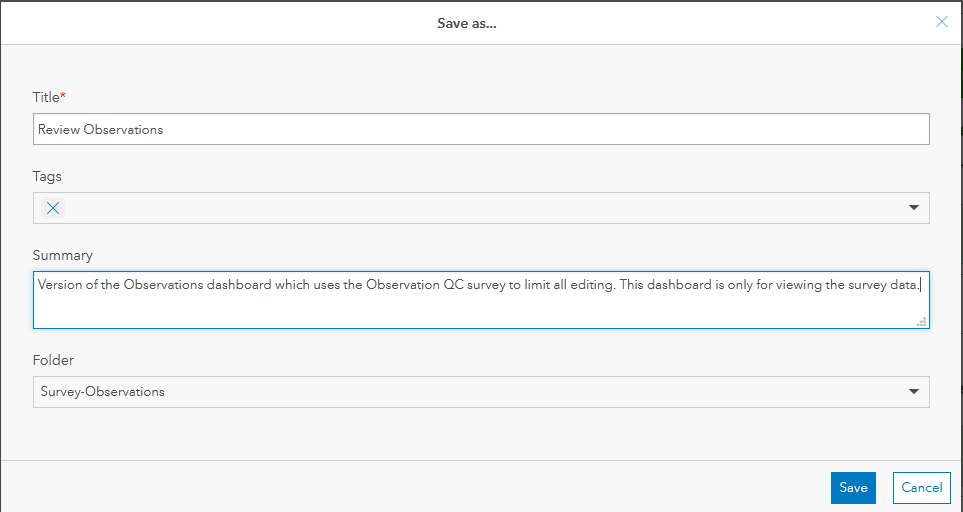 Save as...
Title*
Review Observations
Tags
Summary
Version of the Observations dashboard which uses the Observation QC survey to limit all editing. This dashboard is only for viewing the survey data.
Folder
Survey-Observations
Save
Cancel